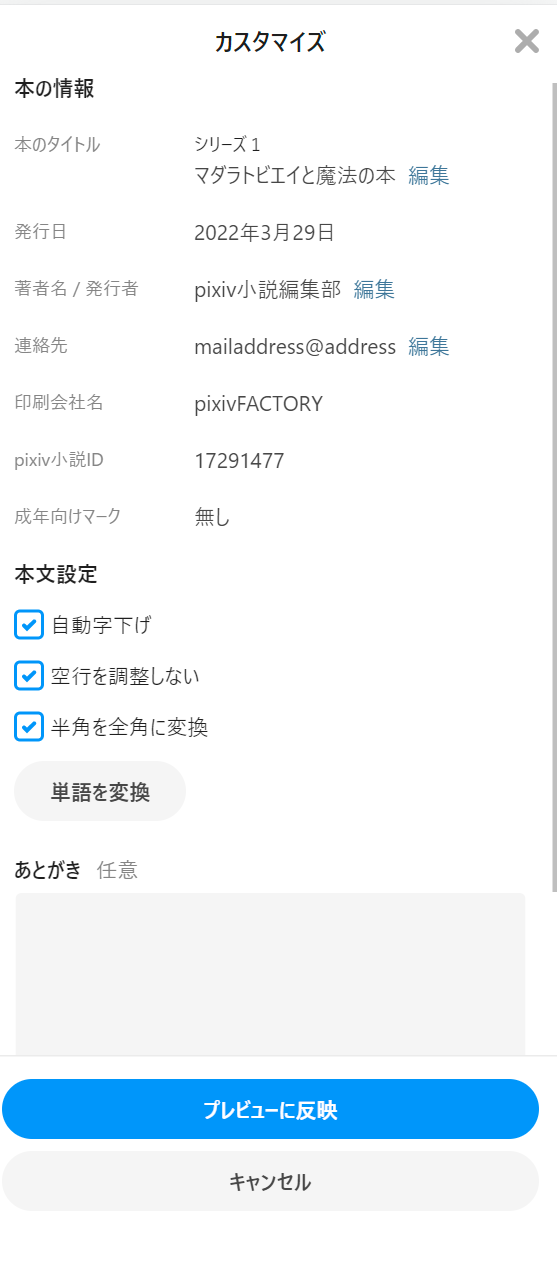 カスタマイズ
本の情報
本のタイトル
シリーズ 1
マダラトビエイと魔法の本 編集
発行日 2022年3月29日
著者名 / 発行者 pixiv小説編集部 編集
連絡先 mailaddress@address 編集
印刷会社名 pixivFACTORY
pixiv小説ID 17291477
成年向けマーク 無し
本文設定
自動字下げ
空行を調整しない
半角を全角に変換
単語を変換
あとがき 任意
プレビューに反映
キャンセル